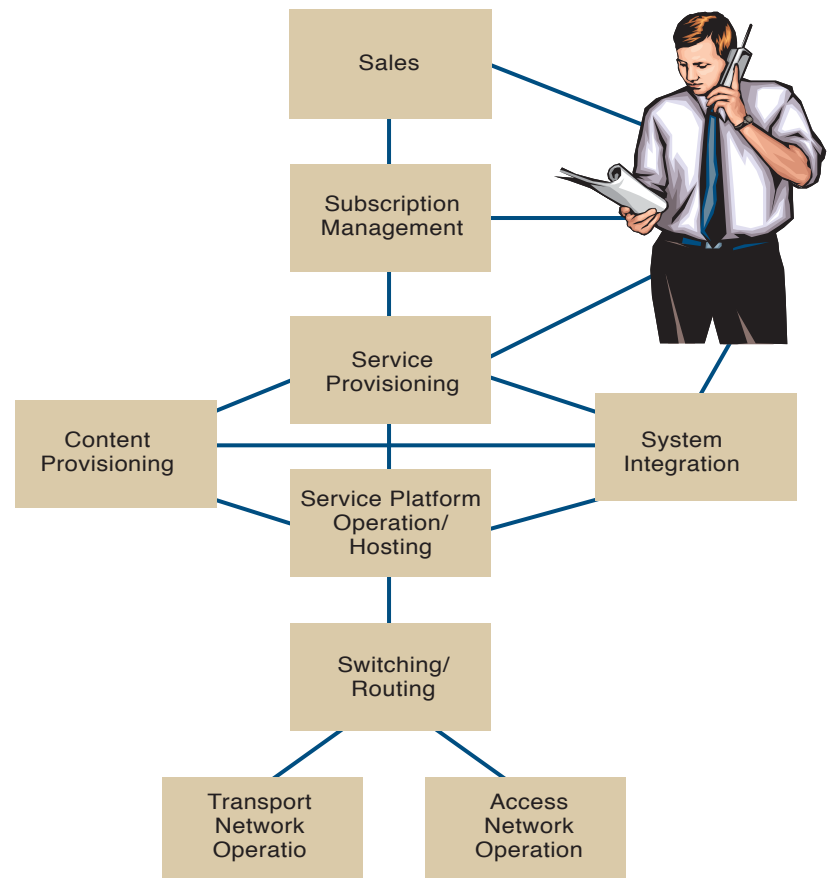 Sales
Subscription
Management
Service
Provisioning
Content
Provisioning
System
Integration
Service Platform
Operation/
Hosting
Switching/
Routing
Transport
Network
Operatio
Access
Network
Operation